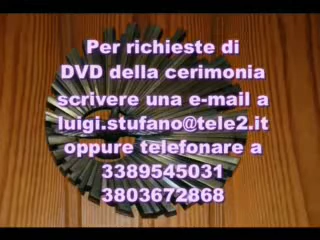 Per richieste di
DVD della cerimonia
scrivere una e-mail a
luigi.stufano@tele2.it
oppure telefonare a
3389545031
3803672868